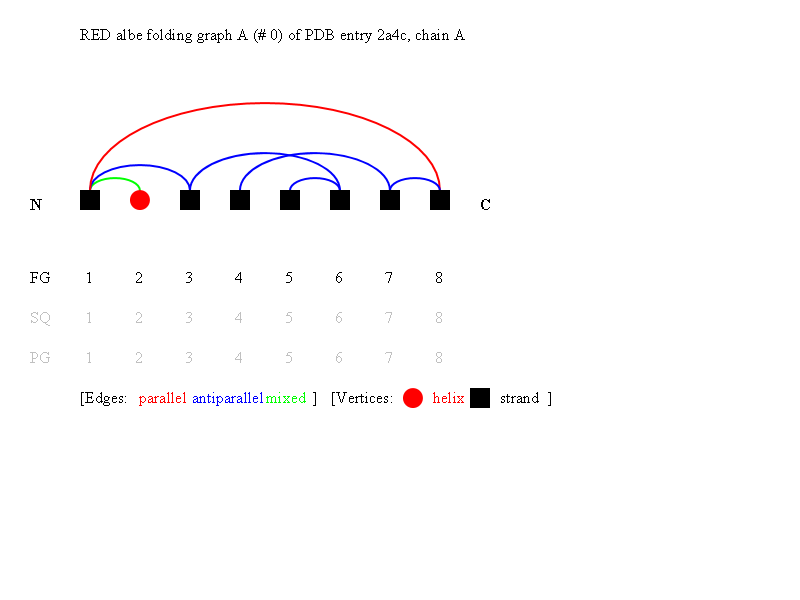 RED albe folding graph A (# 0) of PDB entry 2a4c, chain A
N C
FG 1 2 3 4 5 6 7 8
SQ 1 2 3 4 5 6 7 8
PG 1 2 3 4 5 6 7 8
[Edges: parallel antiparallel mixed ] [Vertices: helix strand ]